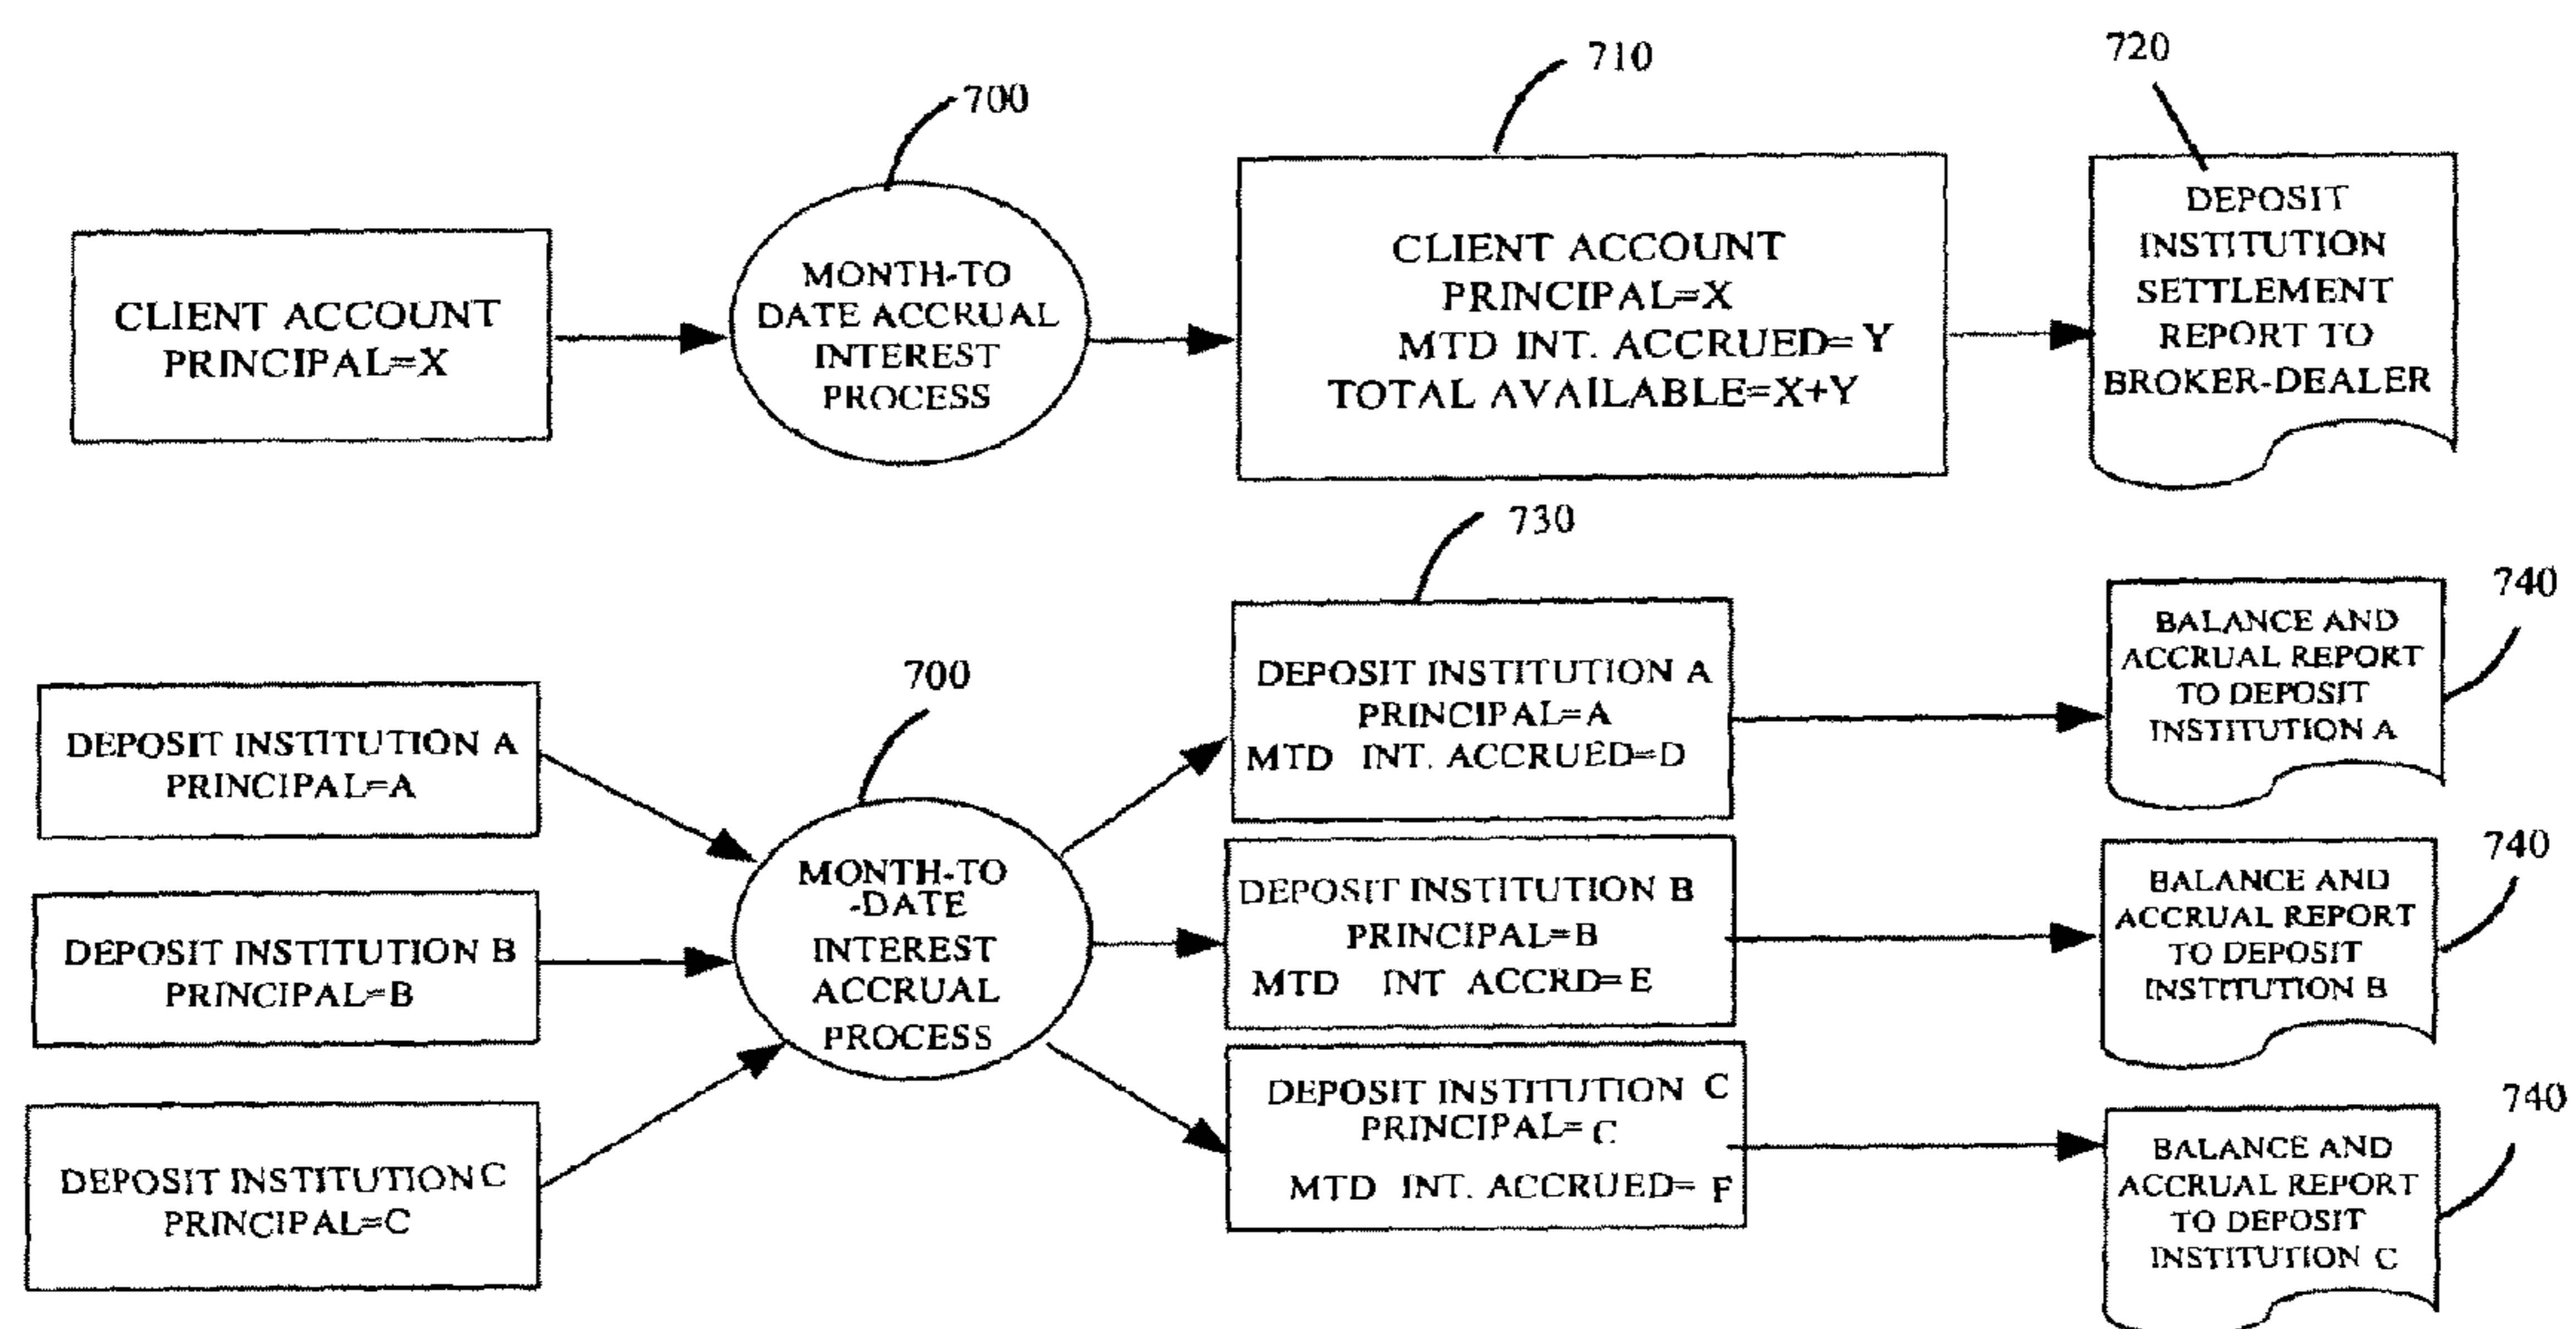 700
710
720
CLIENT ACCOUNT
PRINCIPAL=X
MONTH-TO
DATE ACCRUAL
INTEREST
PROCESS
CLIENT ACCOUNT
PRINCIPAL=X
MTD INT. ACCRUED=Y
TOTAL AVAILABLE=X+Y
DEPOSIT
INSTITUTION
SETTLEMENT
REPORT TO
BROKER-DEALER
730
740
700
DEPOSIT INSTITUTION A
PRINCIPAL=A
DEPOSIT INSTITUTION B
PRINCIPAL=B
DEPOSIT INSTITUTION C
PRINCIPAL=C
MONTH-TO
-DATE
INTEREST
ACCRUAL
PROCESS
DEPOSIT INSTITUTION A
PRINCIPAL=A
MTD INT. ACCRUED=D
DEPOSIT INSTITUTION B
PRINCIPAL=B
MTD INT ACCRD=E
DEPOSIT INSTITUTION C
PRINCIPAL= C
MTD INT. ACCRUED= F
BALANCE AND
ACCRUAL REPORT
TO DEPOSIT
INSTITUTION A
740
BALANCE AND
ACCRUAL REPORT
TO DEPOSIT
INSTITUTION B
740
BALANCE AND
ACCRUAL REPORT
TO DEPOSIT
INSTITUTION C